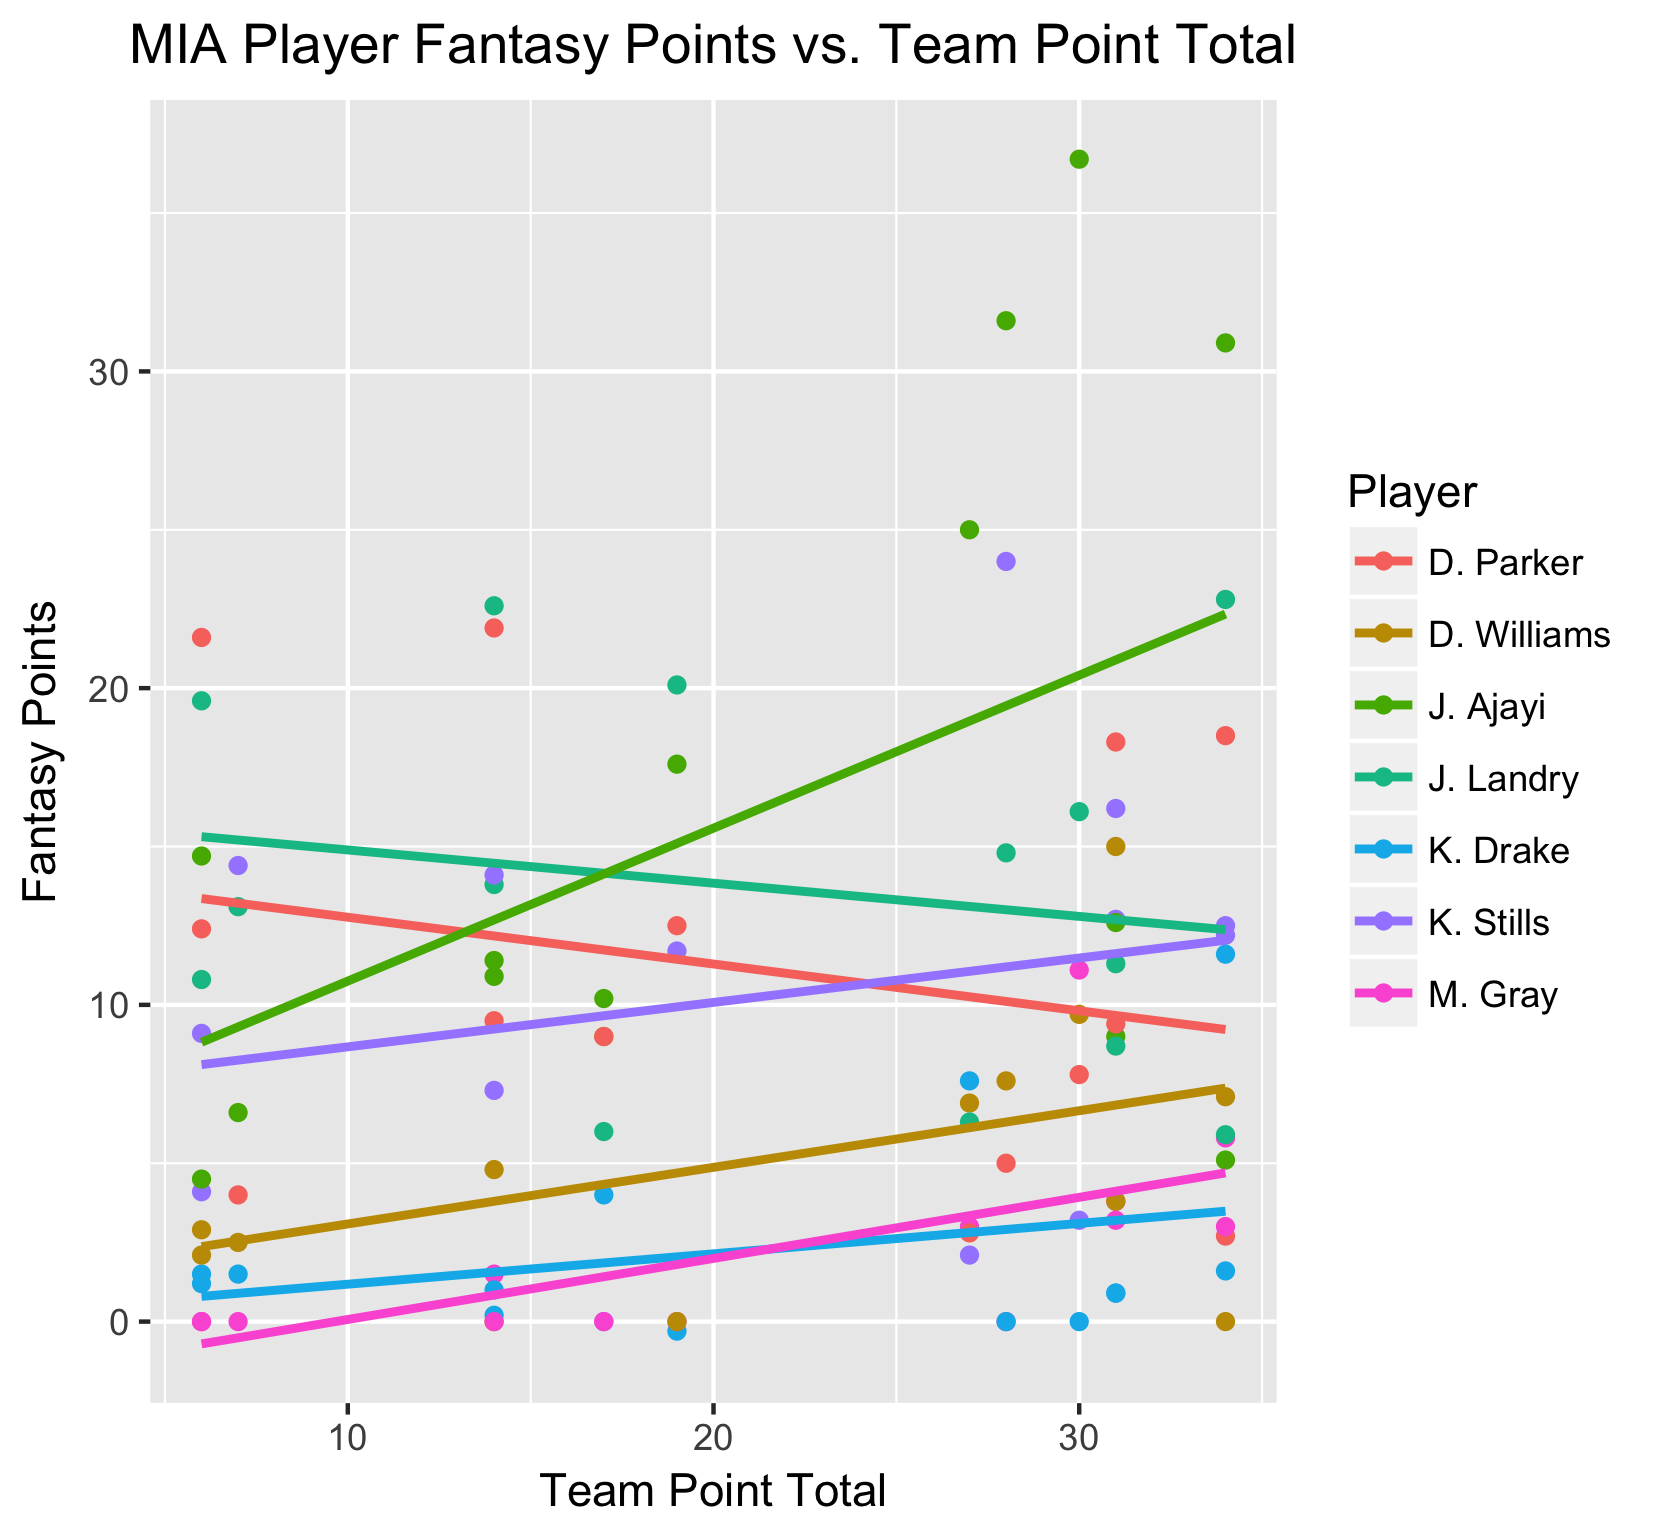 MIA Player Fantasy Points vs. Team Point Total
Fantasy Points
30
20
10
0
10 20 30
Team Point Total
Player
D. Parker
D. Williams
J. Ajayi
J. Landry
K. Drake
K. Stills
M. Gray